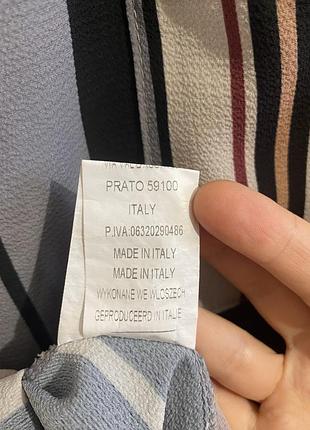 PRATO 59100
ITALY
P.IVA:06320290486
MADE IN ITALY
MADE IN ITALY
WYKONANE WE WLOSZECH
GEPRODUCEERD IN ITALIE